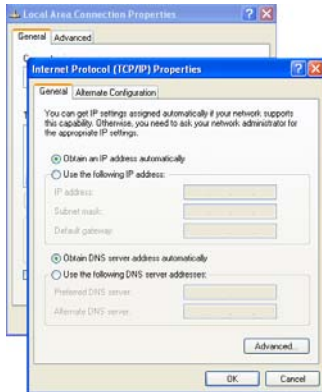 Local Area Connection Properties
General Advanced
Internet Protocol (TCP/IP) Properties
General Alternate Configuration
You can get IP settings assigned automatically if your network supports
this capability. Otherwise, you need to ask your network administrator for
the appropriate IP settings.
Obtain an IP address automatically
Use the following IP address:
IP address:
Subnet mask:
Default gateway:
Obtain DNS server address automatically
Use the following DNS server addresses:
Preferred DNS server:
Alternate DNS server:
Advanced...
OK Cancel